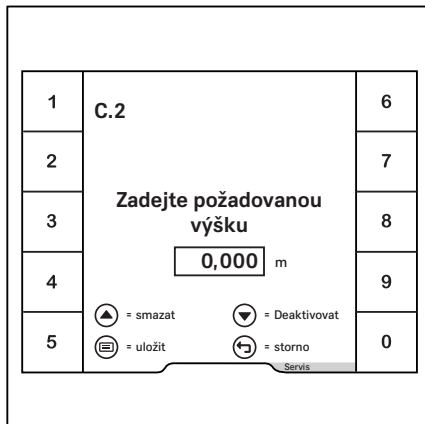 1
6
C.2
2
7
Zadejte požadovanou
výšku
3
8
0,000 m
4
9
= smazat
= Deaktivovat
5
= uložit
= storno
0
Servis